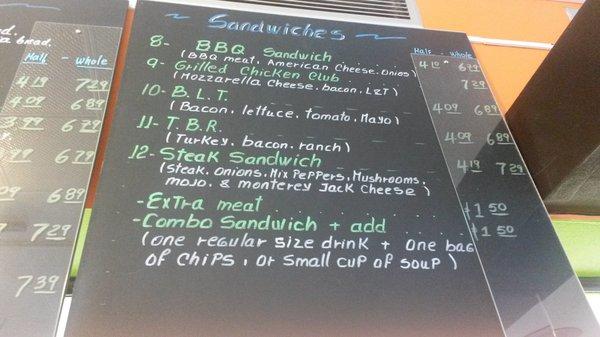 bread.
Half - Whole
4 19 7 29
4 09 6 89
3 99 6 79
6 79
6 89
7 29
7 39
Sandwiches
Half - Whole
8- BBQ Sandwich 4 19 6 79
(BBQ meat, American Cheese, Onios)
9- Grilled Chicken Club 7 29
(Mozzarella Cheese, bacon, L&T)
10- B.L.T. 4 09 6 89
(Bacon, lettuce, tomato, Mayo)
11- T.B.R. 4 09 6 89
(Turkey, bacon, ranch)
12- Steak Sandwich 4 19 7 29
(steak, Onions, Mix Peppers, Mushrooms,
mojo, & monterey Jack Cheese)
- Extra meat $1 50
- Combo Sandwich + add $1 50
(one regular size drink + one bag
of chips, or small cup of soup)